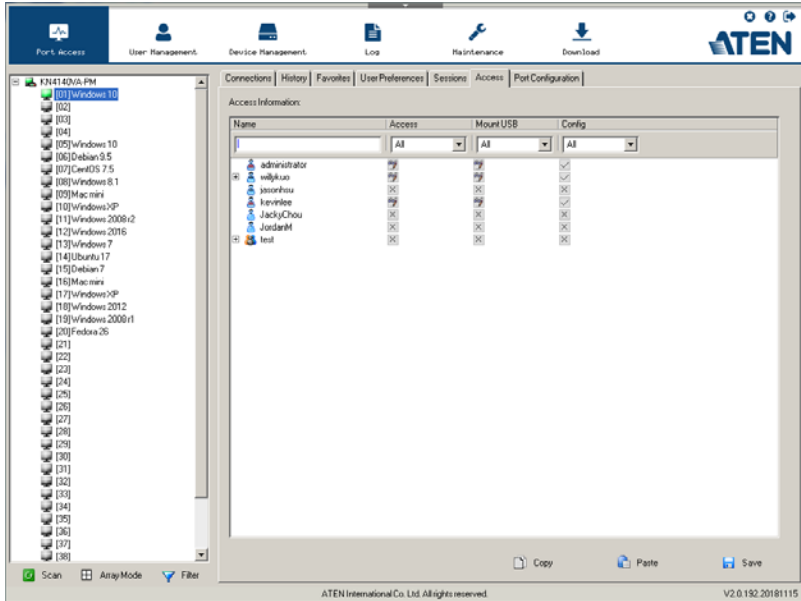 Port Access
User Management
Device Management
Log
Maintenance
Download
ATEN
KN4140VA-PM
[01]Windows 10
[02]
[03]
[04]
[05]Windows 10
[06]Debian 9.5
[07]CentOS 7.5
[08]Windows 8.1
[09]Mac mini
[10]Windows XP
[11]Windows 2008 r2
[12]Windows 2016
[13]Windows 7
[14]Ubuntu 17
[15]Debian 7
[16]Mac mini
[17]Windows XP
[18]Windows 2012
[19]Windows 2008 r1
[20]Fedora 26
[21]
[22]
[23]
[24]
[25]
[26]
[27]
[28]
[29]
[30]
[31]
[32]
[33]
[34]
[35]
[36]
[37]
[38]
Scan
Array Mode
Filter
Connections History Favorites User Preferences Sessions Access Port Configuration
Access Information:
Name Access Mount USB Config
All All All
administrator
willykuo
jasonhsu
kevinlee
JackyChou
JordanM
test
Copy
Paste
Save
ATEN International Co. Ltd. All rights reserved.
V2.0.192.20181115